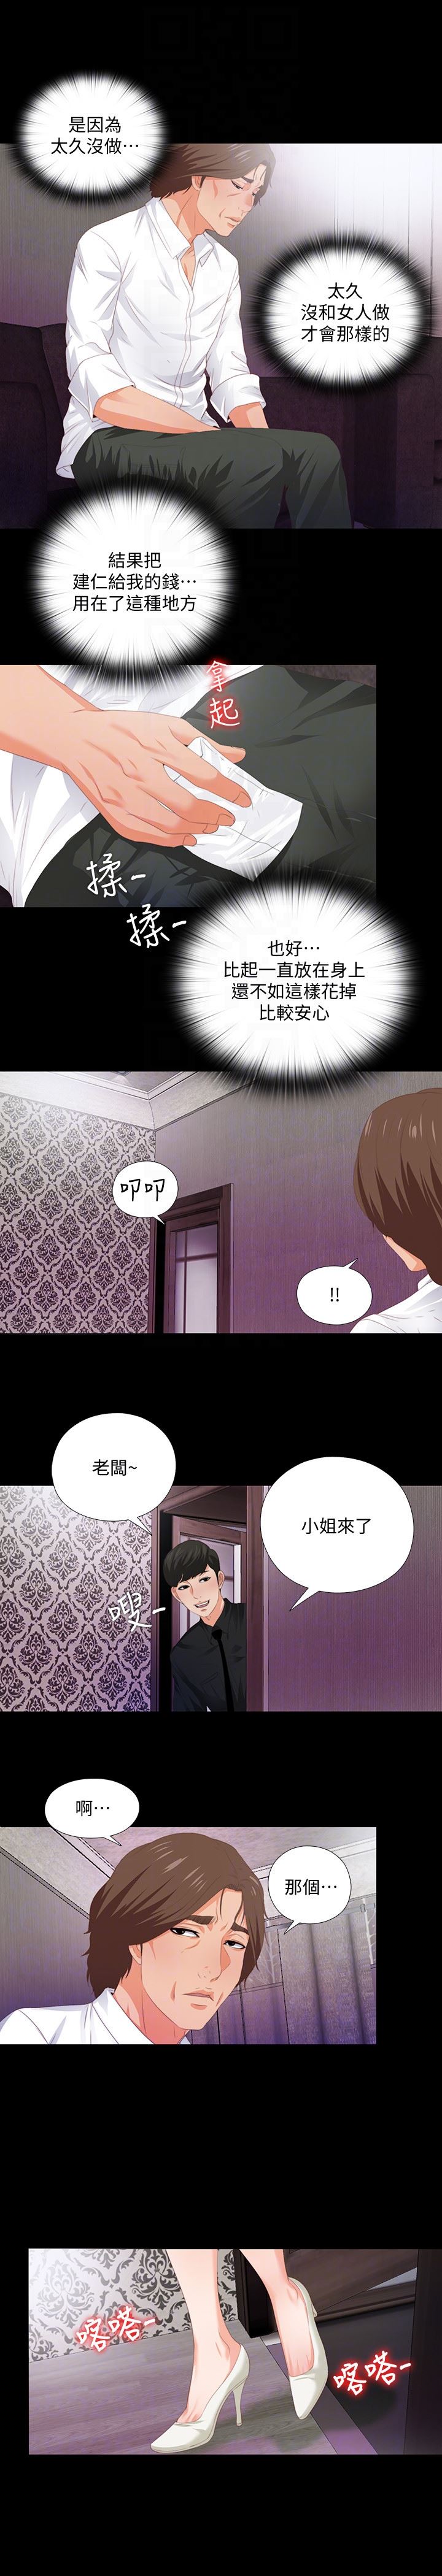 是因為
太久沒做⋯
太久
沒和女人做
才會那樣的
結果把
建仁給我的錢⋯
用在了這種地方
拿起
揉-
揉-
也好⋯
比起一直放在身上
還不如這樣花掉
比較安心
叩叩
!!
老闆~
小姐來了
嗖-
啊⋯
那個⋯
喀嗒-
喀嗒-